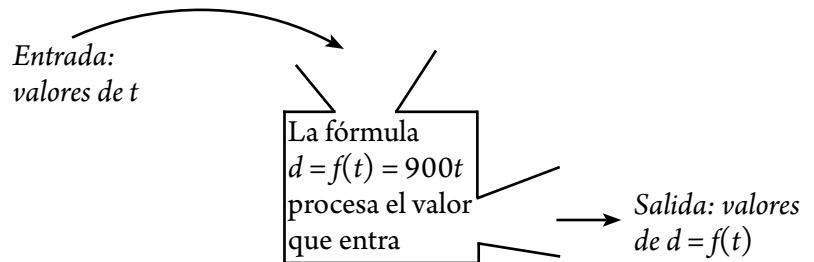 Entrada:
valores de t
La fórmula
d = f(t) = 900t
procesa el valor
que entra
Salida: valores
de d = f(t)